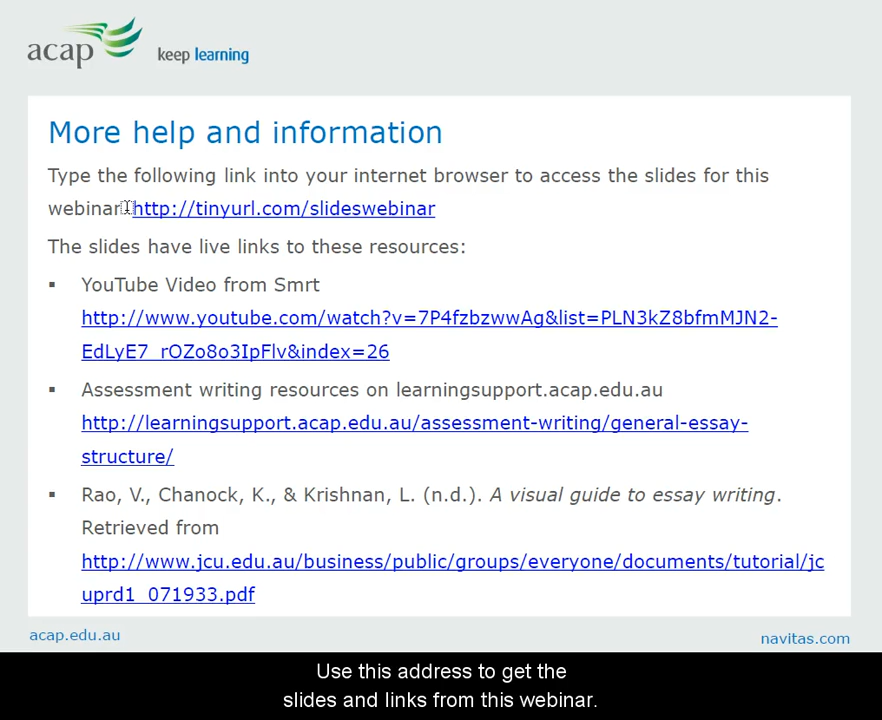 acap keep learning
More help and information
Type the following link into your internet browser to access the slides for this
webinar: http://tinyurl.com/slideswebinar
The slides have live links to these resources:
▪ YouTube Video from Smrt
http://www.youtube.com/watch?v=7P4fzbzwwAg&list=PLN3kZ8bfmMJN2-
EdLyE7_rOZo8o3IpFlv&index=26
▪ Assessment writing resources on learningsupport.acap.edu.au
http://learningsupport.acap.edu.au/assessment-writing/general-essay-
structure/
▪ Rao, V., Chanock, K., & Krishnan, L. (n.d.). A visual guide to essay writing.
Retrieved from
http://www.jcu.edu.au/business/public/groups/everyone/documents/tutorial/jc
uprd1_071933.pdf
acap.edu.au
navitas.com
Use this address to get the
slides and links from this webinar.